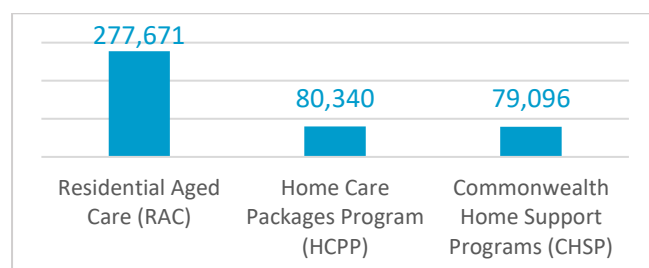 277,671
80,340
79,096
Residential Aged
Care (RAC)
Home Care
Packages Program
(HCPP)
Commonwealth
Home Support
Programs (CHSP)